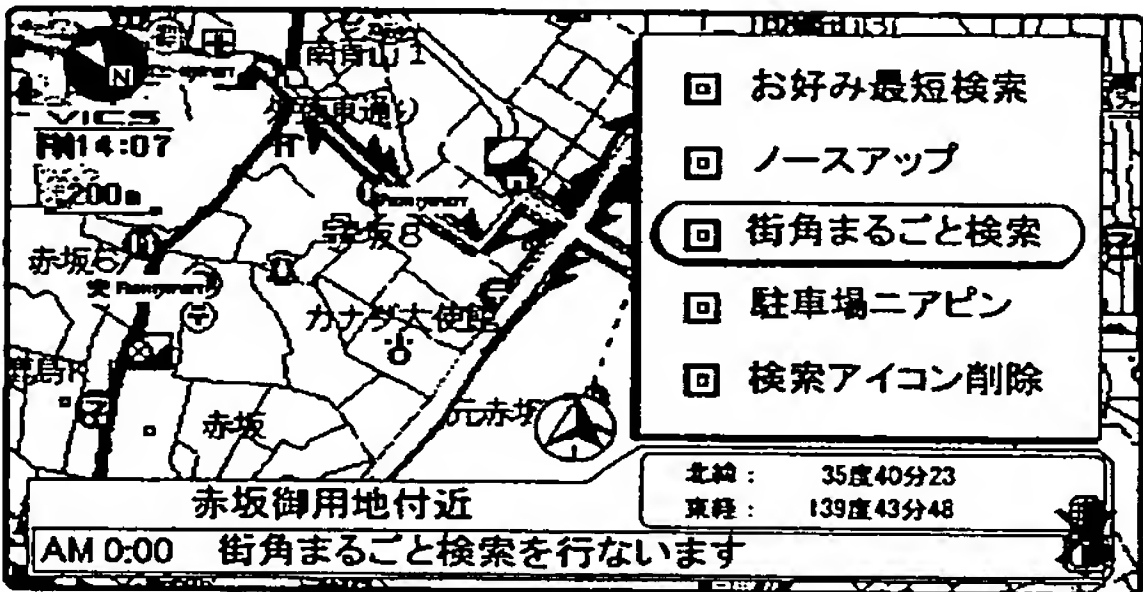 南青山1
N
VICS
FM14:07
200m
赤坂8
赤坂6
カナダ大使館
赤坂
元赤坂
お好み最短検索
ノースアップ
街角まるごと検索
駐車場ニアピン
検索アイコン削除
北緯： 35度40分23
東経： 139度43分48
赤坂御用地付近
AM 0:00 街角まるごと検索を行ないます